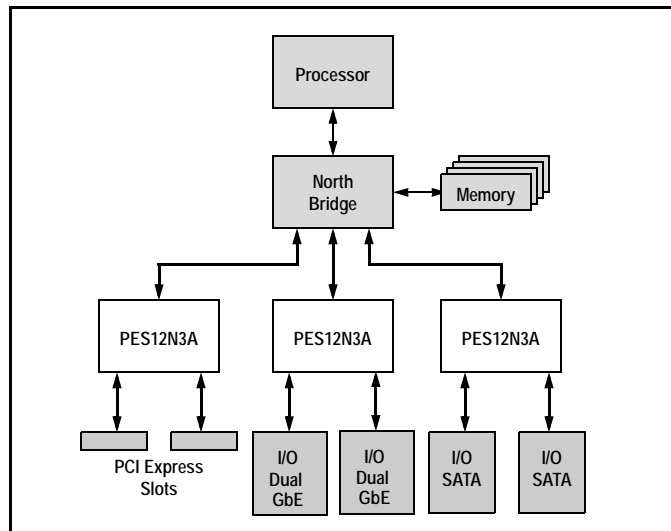 Processor
North
Bridge
Memory
PES12N3A
PES12N3A
PES12N3A
PCI Express
Slots
I/O
Dual
GbE
I/O
Dual
GbE
I/O
SATA
I/O
SATA